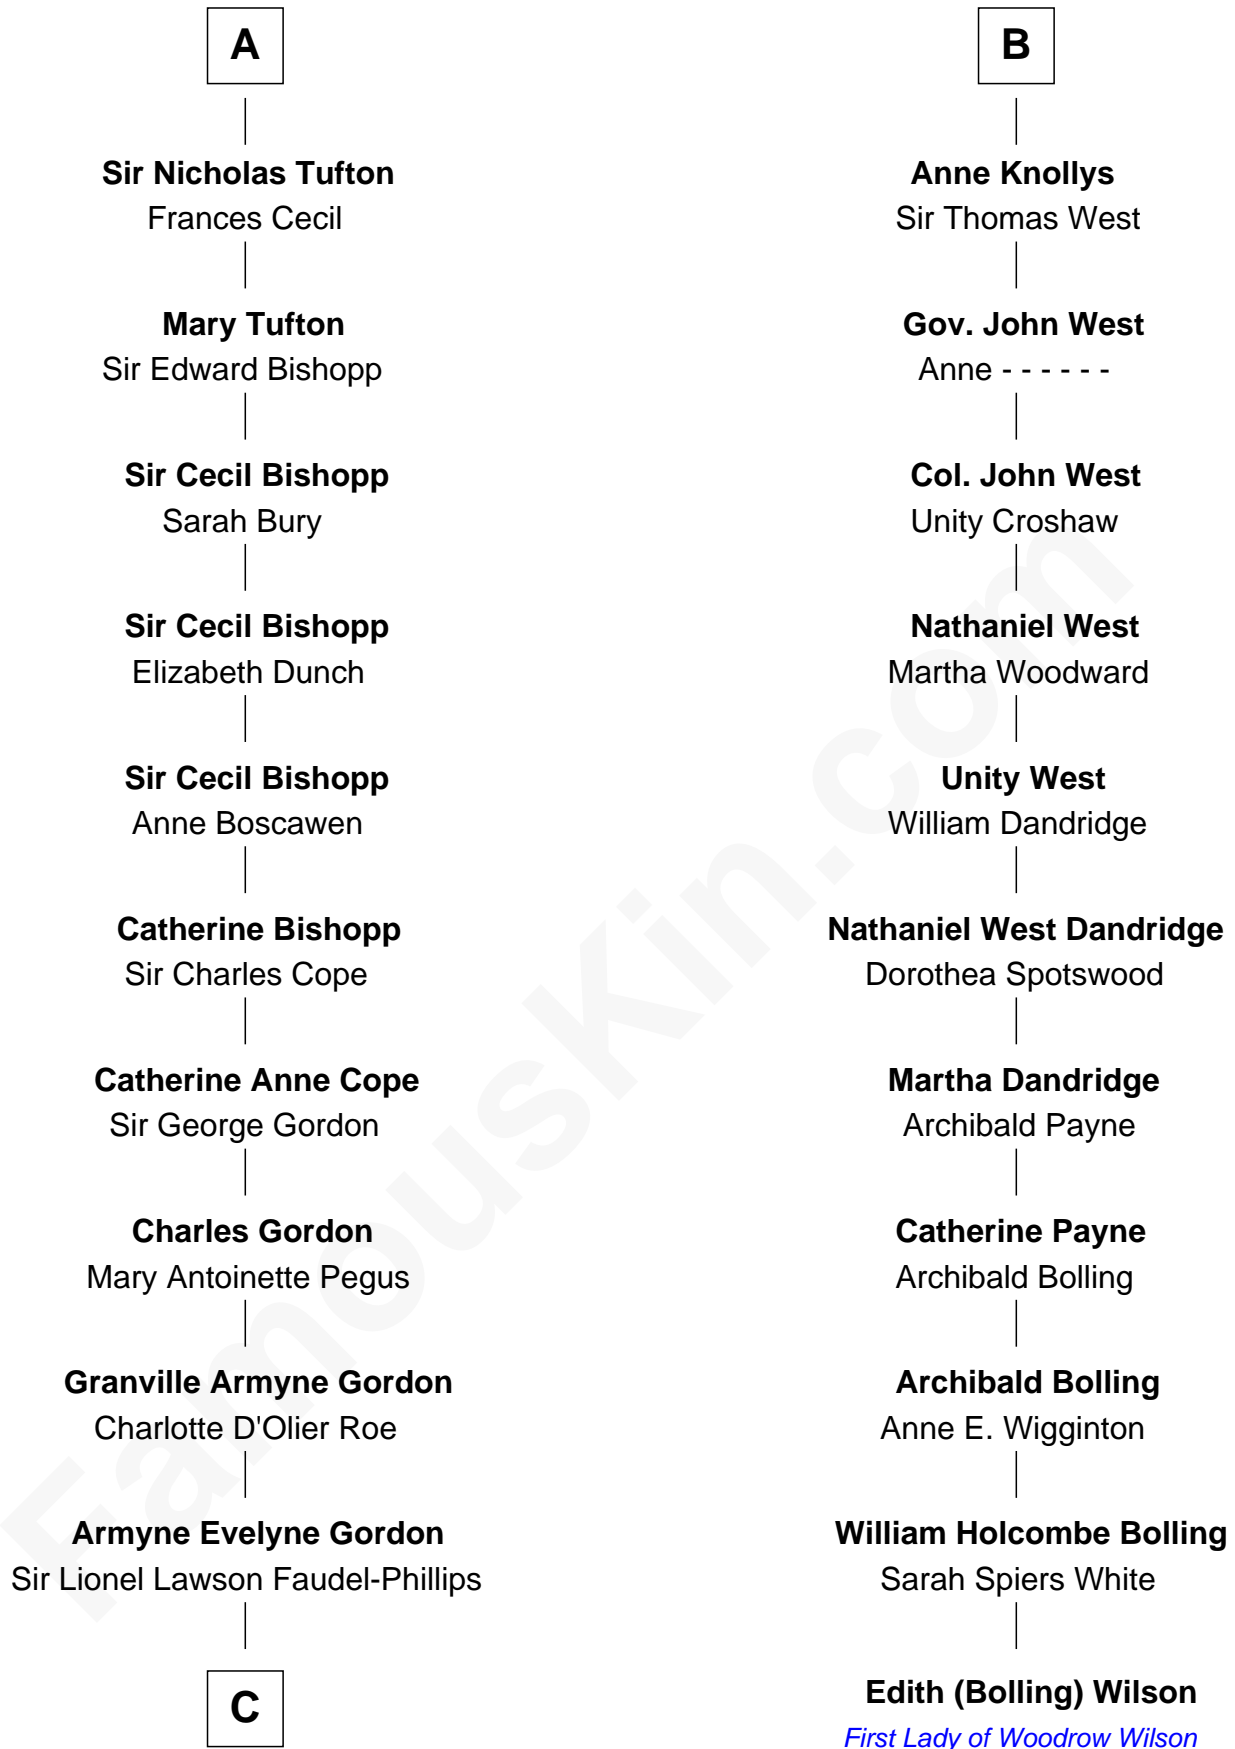 A
Sir Nicholas Tufton
Frances Cecil
Mary Tufton
Sir Edward Bishopp
Sir Cecil Bishopp
Sarah Bury
Sir Cecil Bishopp
Elizabeth Dunch
Sir Cecil Bishopp
Anne Boscawen
Catherine Bishopp
Sir Charles Cope
Catherine Anne Cope
Sir George Gordon
Charles Gordon
Mary Antoinette Pegus
Granville Armyne Gordon
Charlotte D'Olier Roe
Armyne Evelyne Gordon
Sir Lionel Lawson Faudel-Phillips
C
B
Anne Knollys
Sir Thomas West
Gov. John West
Anne - - - - - -
Col. John West
Unity Croshaw
Nathaniel West
Martha Woodward
Unity West
William Dandridge
Nathaniel West Dandridge
Dorothea Spotswood
Martha Dandridge
Archibald Payne
Catherine Payne
Archibald Bolling
Archibald Bolling
Anne E. Wigginton
William Holcombe Bolling
Sarah Spiers White
Edith (Bolling) Wilson
First Lady of Woodrow Wilson
FamousKin.com